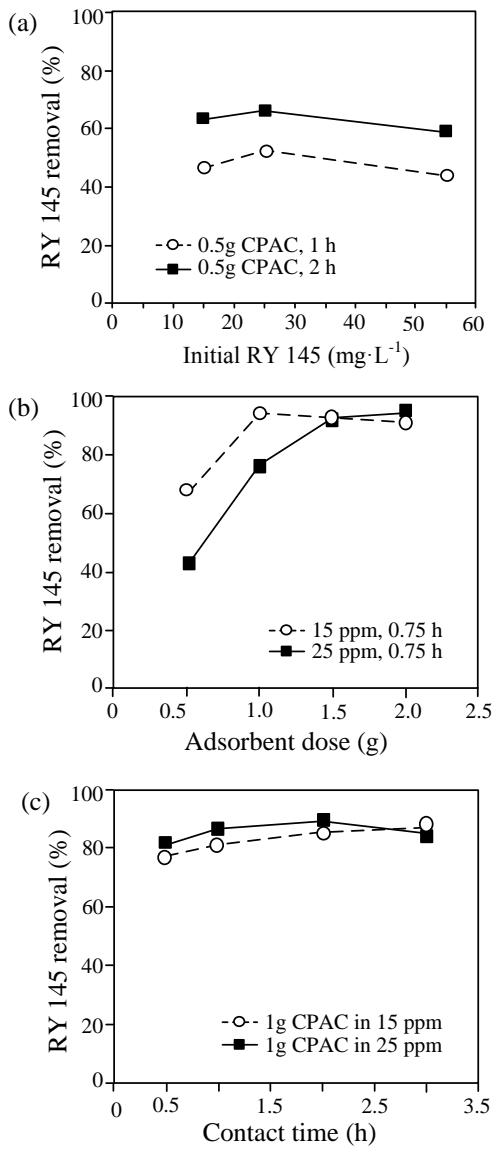 (a)
RY 145 removal (%)
100
80
60
40
20
0
0.5g CPAC, 1 h
0.5g CPAC, 2 h
0 10 20 30 40 50 60
Initial RY 145 (mg·L⁻¹)
(b)
RY 145 removal (%)
100
80
60
40
20
0
15 ppm, 0.75 h
25 ppm, 0.75 h
0 0.5 1.0 1.5 2.0 2.5
Adsorbent dose (g)
(c)
RY 145 removal (%)
100
80
60
40
20
0
1g CPAC in 15 ppm
1g CPAC in 25 ppm
0 0.5 1.5 2.5 3.5
Contact time (h)